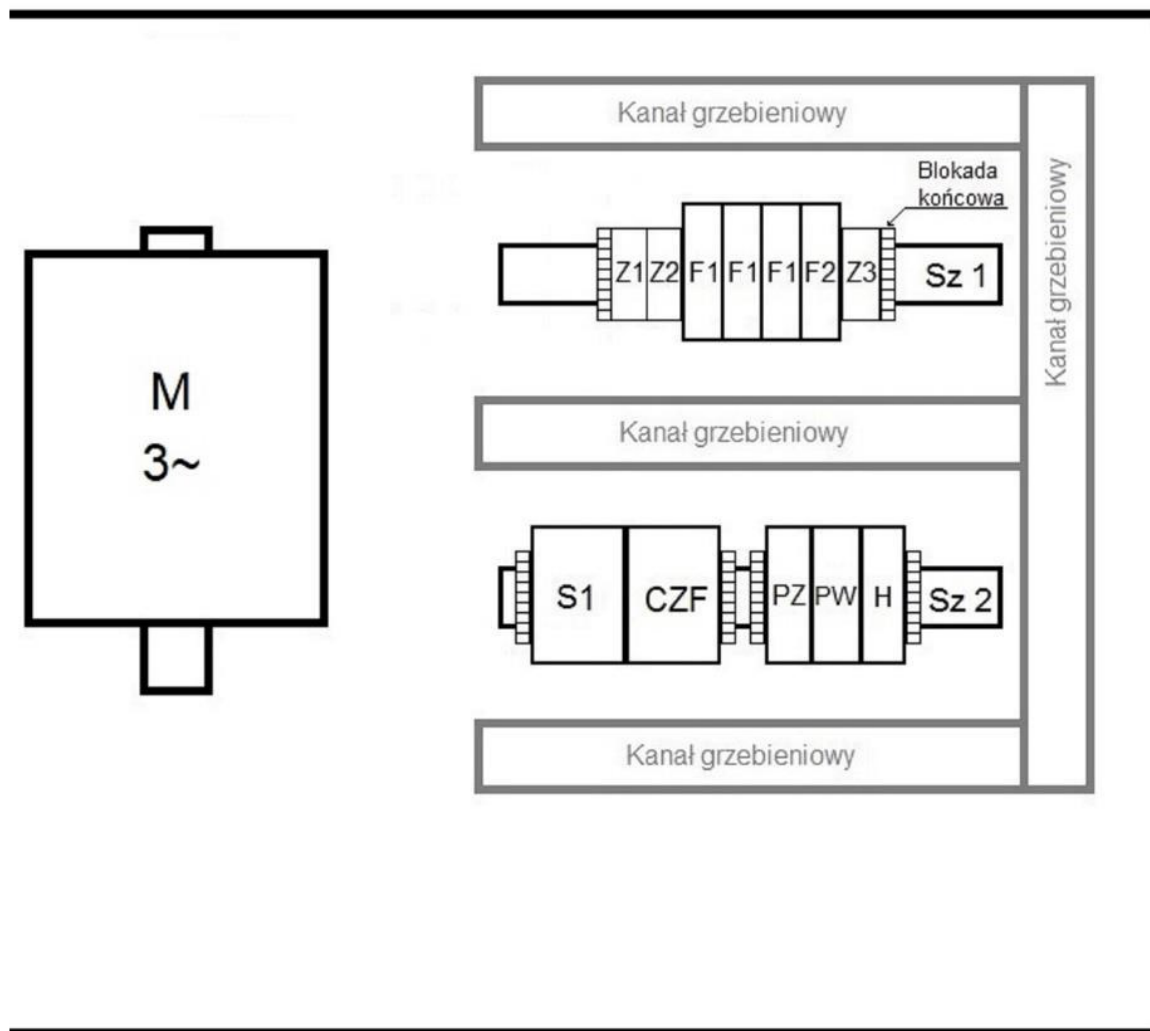 Kanał grzebieniowy
Kanał grzebieniowy
Blokada
końcowa
Z1 Z2 F1 F1 F1 F2 Z3 Sz 1
M
3~
Kanał grzebieniowy
S1 CZF PZ PW H Sz 2
Kanał grzebieniowy